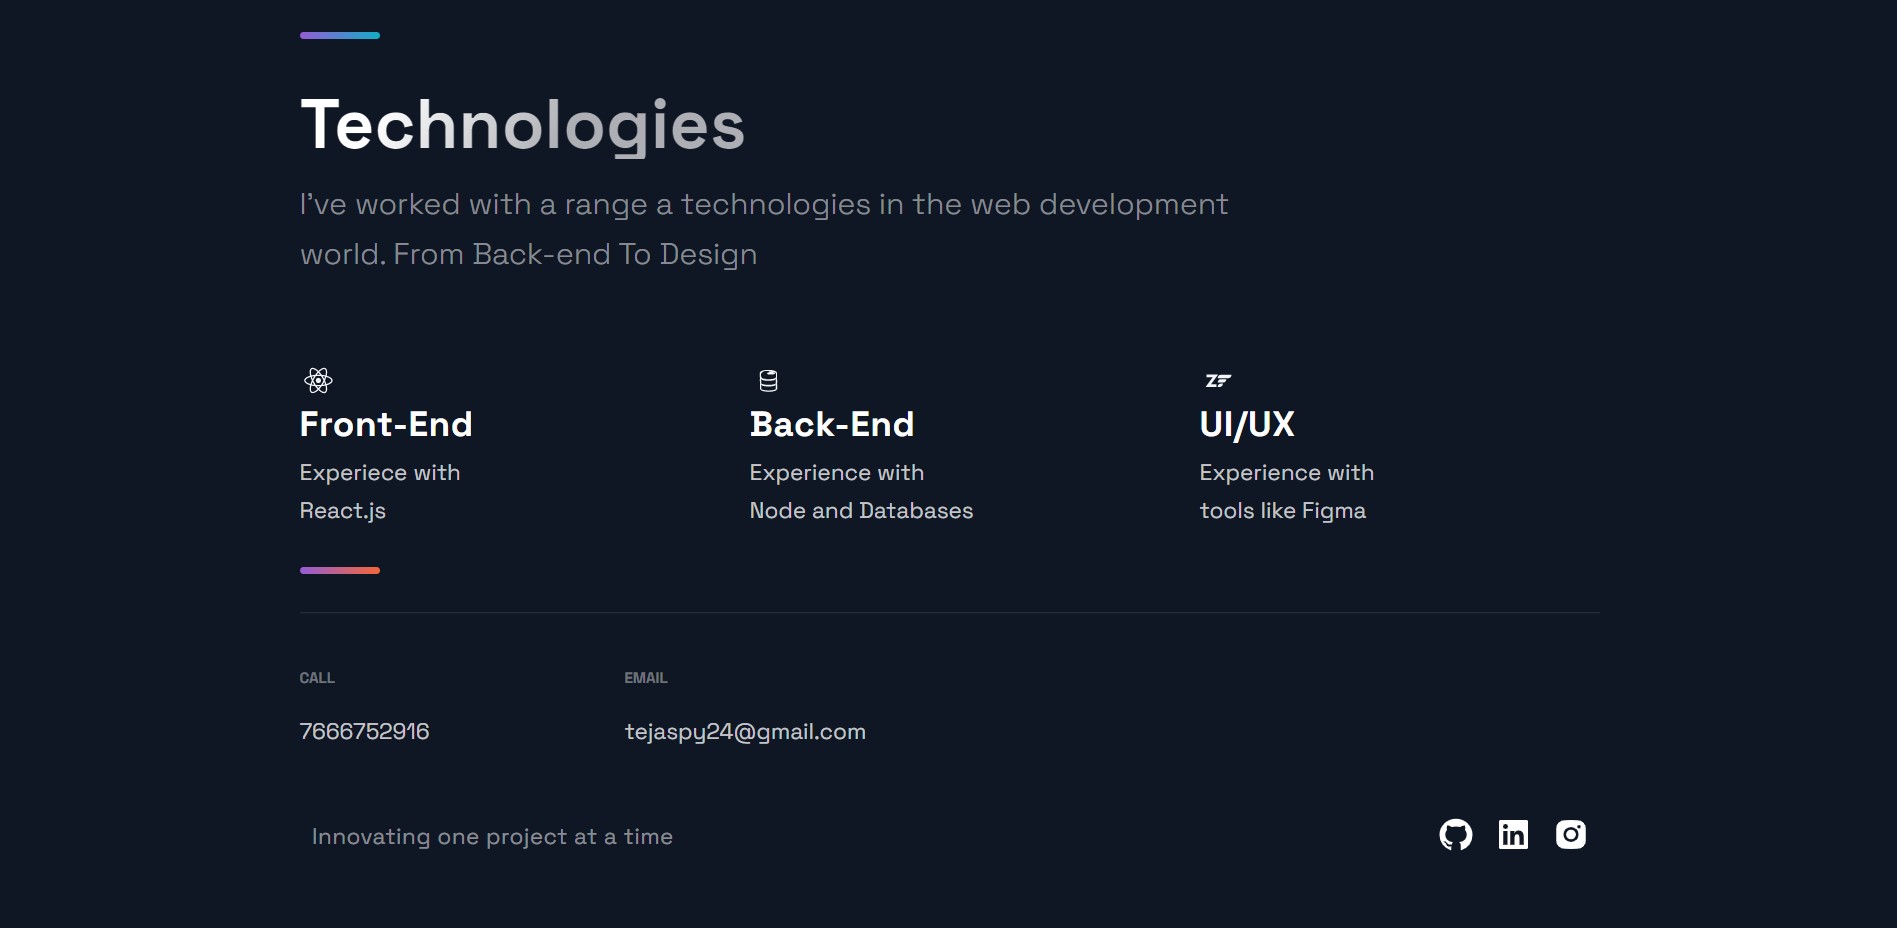 Technologies
I've worked with a range a technologies in the web development
world. From Back-end To Design
Front-End
Back-End
UI/UX
Experiece with
React.js
Experience with
Node and Databases
Experience with
tools like Figma
CALL
EMAIL
7666752916
tejaspy24@gmail.com
Innovating one project at a time